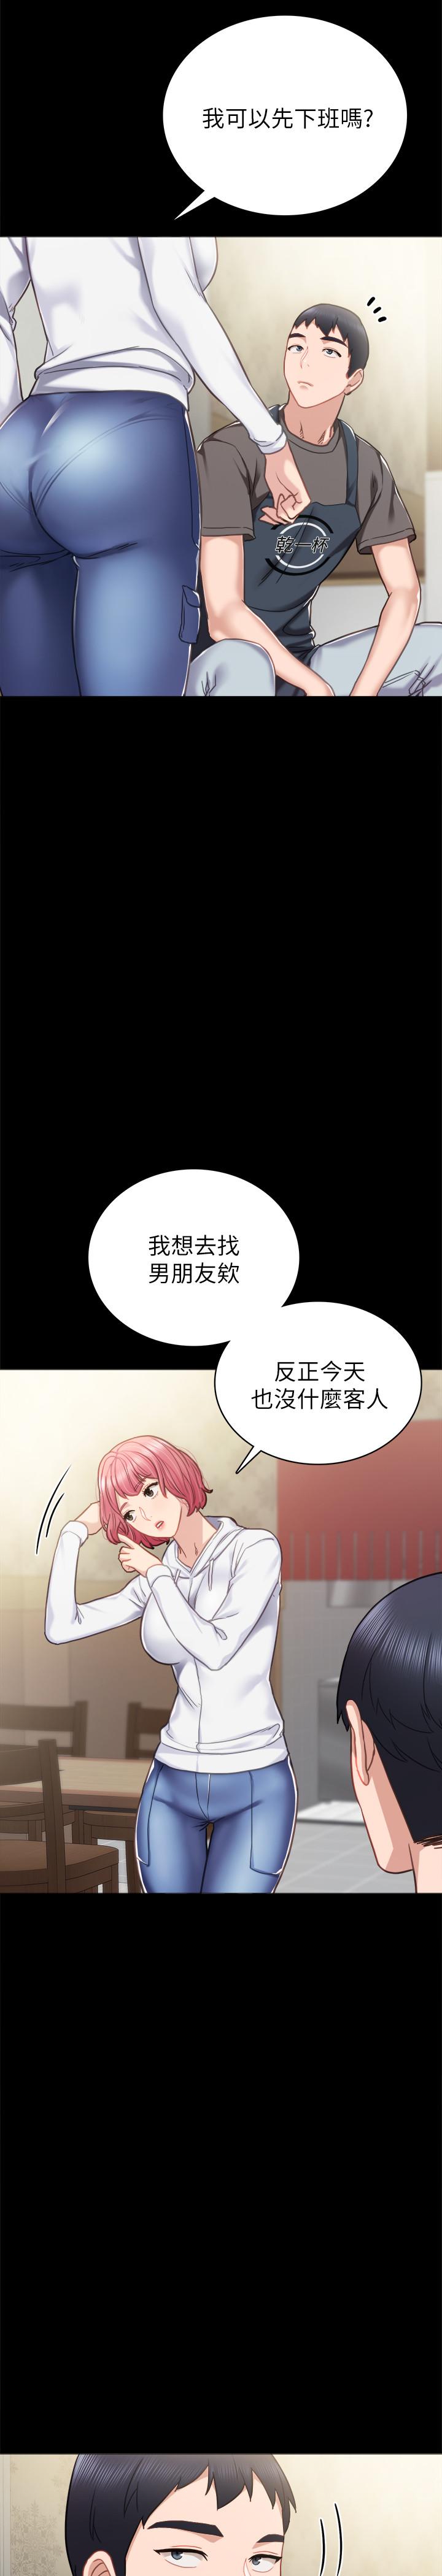 我可以先下班嗎?
乾一杯
我想去找
男朋友欸
反正今天
也沒什麼客人